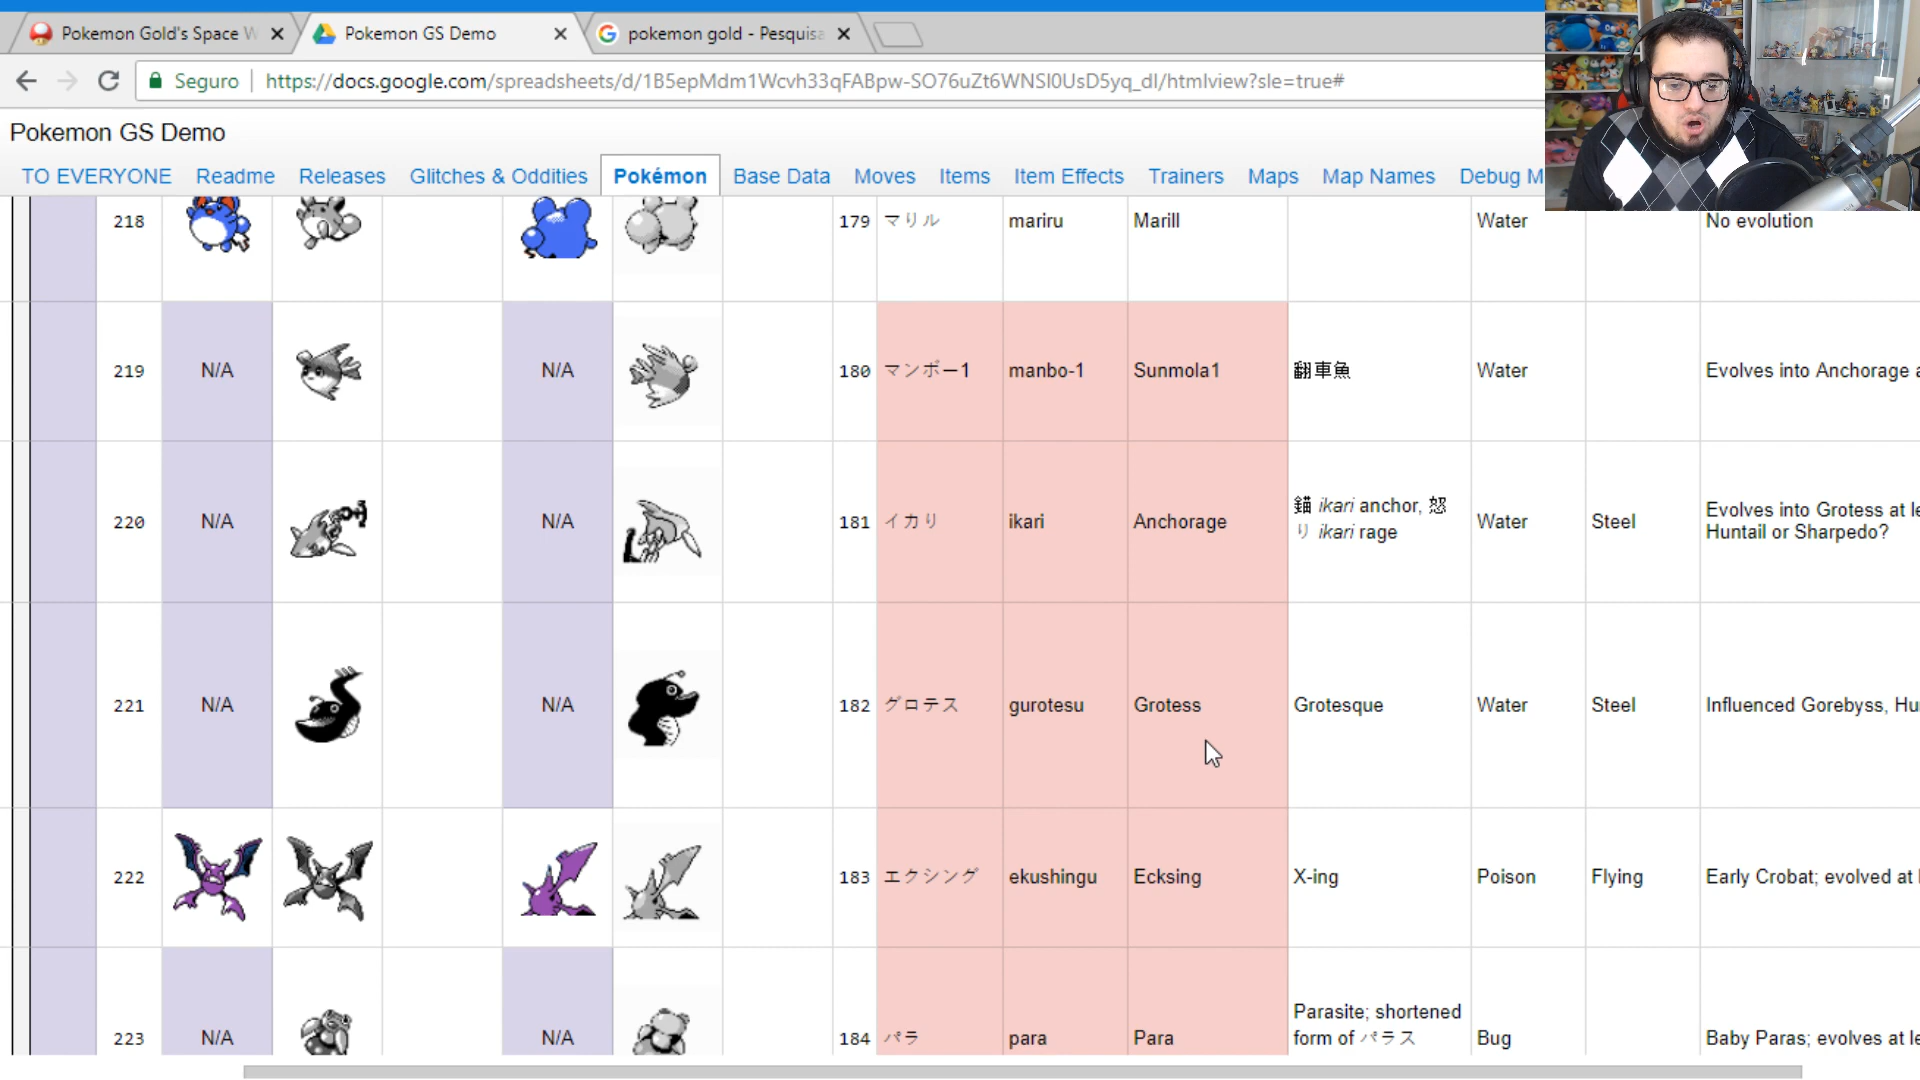 Pokemon Gold's Space W
Pokemon GS Demo
pokemon gold - Pesquisa
Seguro
https://docs.google.com/spreadsheets/d/1B5epMdm1Wcvh33qFABpw-SO76uZt6WNSI0UsD5yq_dI/htmlview?sle=true#
Pokemon GS Demo
TO EVERYONE Readme Releases Glitches & Oddities Pokémon Base Data Moves Items Item Effects Trainers Maps Map Names Debug M
218 179 マリル mariru Marill Water No evolution
219 N/A N/A 180 マンボー1 manbo-1 Sunmola1 翻車魚 Water Evolves into Anchorage a
220 N/A N/A 181 イカリ ikari Anchorage 錨 ikari anchor, 怒 Water Steel Evolves into Grotess at le
り ikari rage Huntail or Sharpedo?
221 N/A N/A 182 グロテス gurotesu Grotess Grotesque Water Steel Influenced Gorebyss, Hu
222 183 エクシング ekushingu Ecksing X-ing Poison Flying Early Crobat; evolved at
223 N/A N/A 184 パラ para Para Parasite; shortened Bug Baby Paras; evolves at le
form of パラス